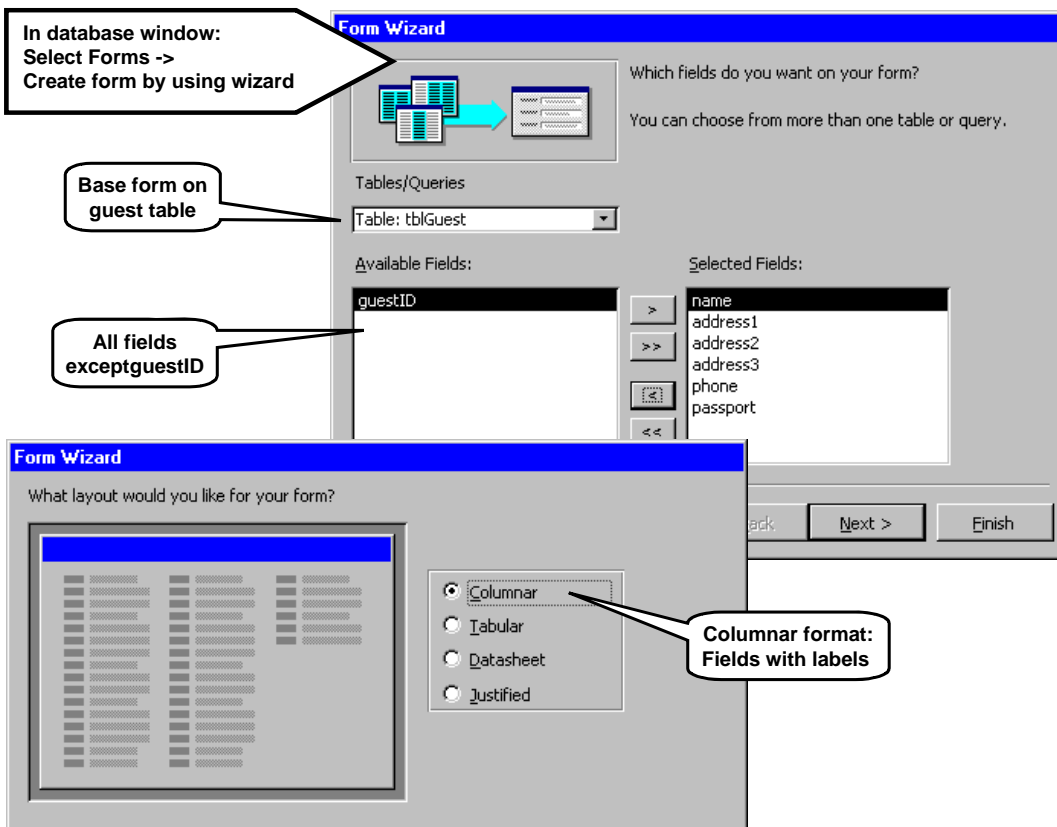 In database window:
Select Forms ->
Create form by using wizard
Form Wizard
Which fields do you want on your form?
You can choose from more than one table or query.
Base form on
guest table
Tables/Queries
Table: tblGuest
Available Fields:
Selected Fields:
guestID
All fields
exceptguestID
>
>>
<
<<
name
address1
address2
address3
phone
passport
ack
Next >
Finish
Form Wizard
What layout would you like for your form?
Columnar
Tabular
Datasheet
Justified
Columnar format:
Fields with labels